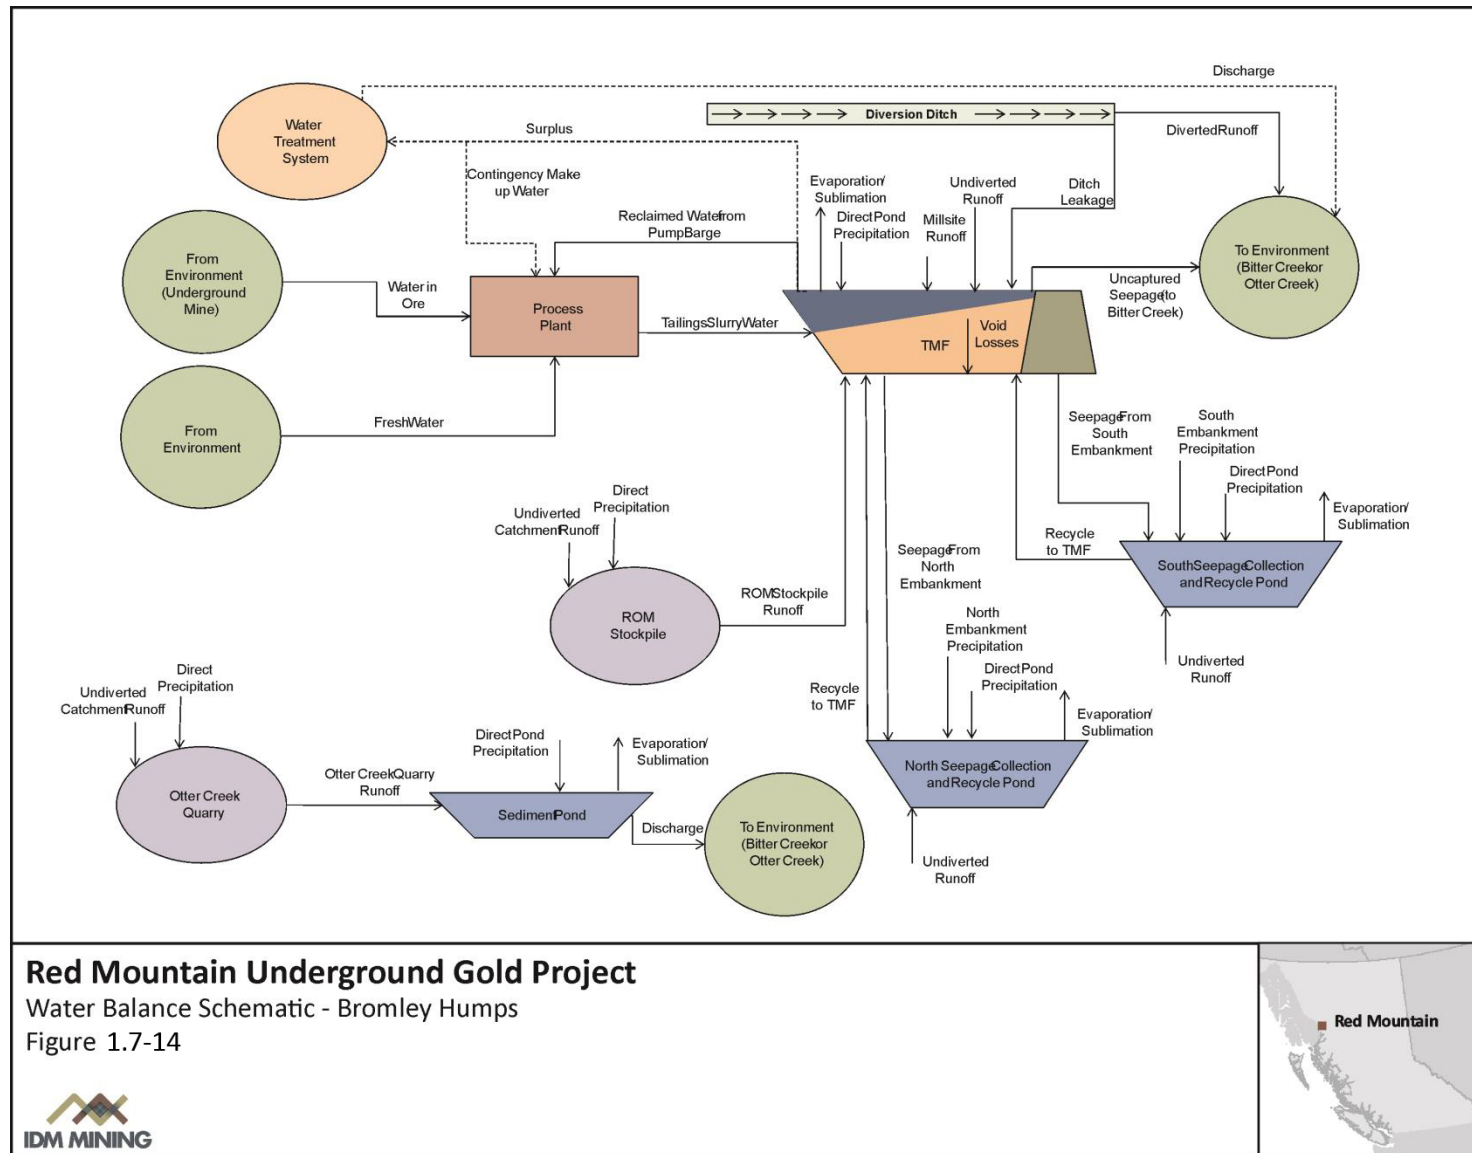 Discharge
Water
Treatment
System
Surplus
Diversion Ditch
Diverted Runoff
Contingency Make
up Water
Evaporation/
Sublimation
Undiverted
Runoff
Ditch
Leakage
Direct Pond
Precipitation
Millsite
Runoff
Reclaimed Water from
Pump Barge
From
Environment
(Underground
Mine)
Water in
Ore
Process
Plant
Tailings Slurry Water
TMF
Void
Losses
Uncaptured
Seepage (to
Bitter Creek)
To Environment
(Bitter Creek or
Otter Creek)
From
Environment
Fresh Water
Seepage From
South
Embankment
South
Embankment
Precipitation
Direct Pond
Precipitation
Evaporation/
Sublimation
Recycle
to TMF
South Seepage Collection
and Recycle Pond
Undiverted
Runoff
Undiverted
Catchment Runoff
Direct
Precipitation
ROM
Stockpile
ROM Stockpile
Runoff
Seepage From
North
Embankment
North
Embankment
Precipitation
Direct Pond
Precipitation
Recycle
to TMF
Evaporation/
Sublimation
North Seepage Collection
and Recycle Pond
Undiverted
Runoff
Undiverted
Catchment Runoff
Direct
Precipitation
Otter Creek
Quarry
Otter Creek Quarry
Runoff
Direct Pond
Precipitation
Evaporation/
Sublimation
Sediment Pond
Discharge
To Environment
(Bitter Creek or
Otter Creek)
Red Mountain Underground Gold Project
Water Balance Schematic - Bromley Humps
Figure 1.7-14
IDM MINING
Red Mountain